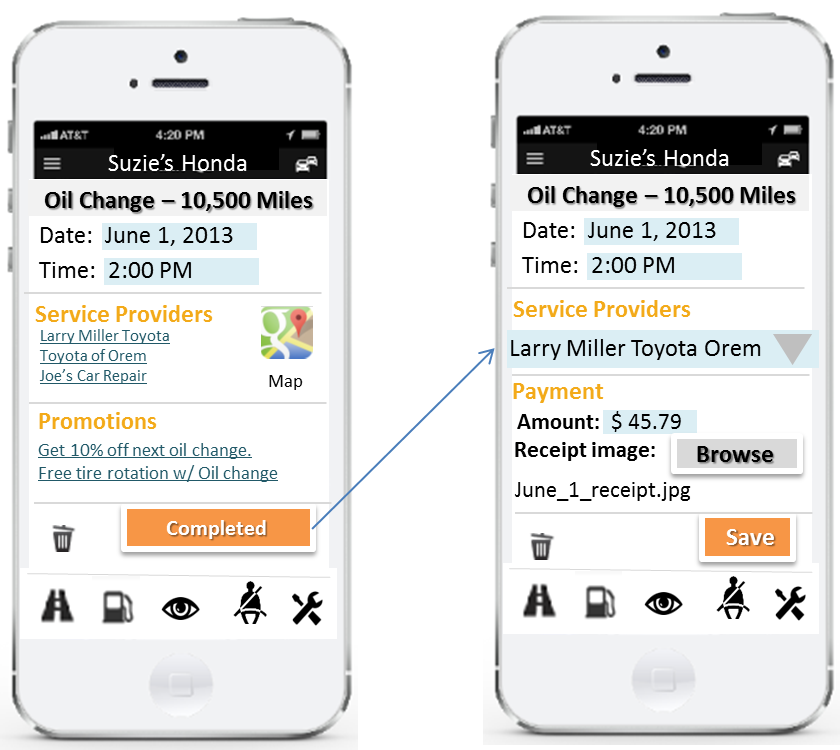 AT&T 4:20 PM
Suzie's Honda
Oil Change – 10,500 Miles
Date: June 1, 2013
Time: 2:00 PM
Service Providers
Larry Miller Toyota
Toyota of Orem
Joe's Car Repair
Map
Promotions
Get 10% off next oil change.
Free tire rotation w/ Oil change
Completed
AT&T 4:20 PM
Suzie's Honda
Oil Change – 10,500 Miles
Date: June 1, 2013
Time: 2:00 PM
Service Providers
Larry Miller Toyota Orem
Payment
Amount: $ 45.79
Receipt image: Browse
June_1_receipt.jpg
Save